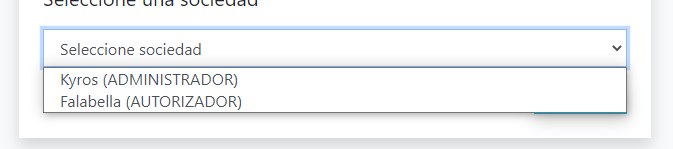 Seleccione una sociedad
Seleccione sociedad
Kyros (ADMINISTRADOR)
Falabella (AUTORIZADOR)